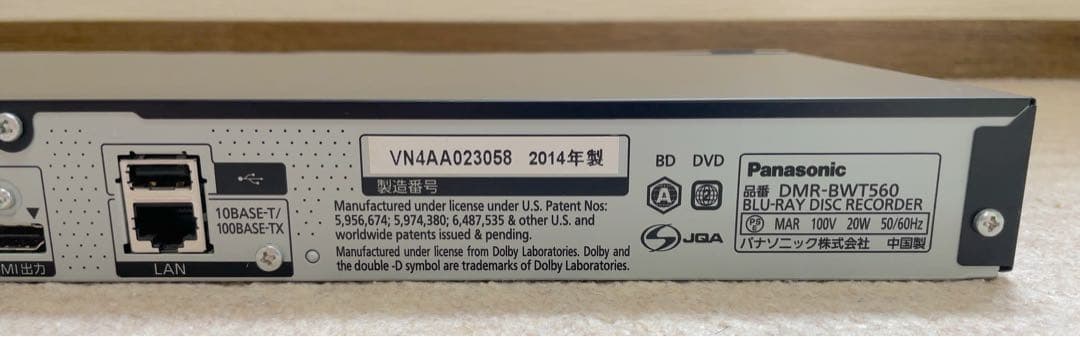 MI出力
LAN
10BASE-T/
100BASE-TX
VN4AA023058 2014年製
製造番号
Manufactured under license under U.S. Patent Nos:
5,956,674; 5,974,380; 6,487,535 & other U.S. and
worldwide patents issued & pending.
Manufactured under license from Dolby Laboratories. Dolby and
the double -D symbol are trademarks of Dolby Laboratories.
BD DVD
A
JQA
Panasonic
品番 DMR-BWT560
BLU-RAY DISC RECORDER
PS E MAR 100V 20W 50/60Hz
パナソニック株式会社 中国製